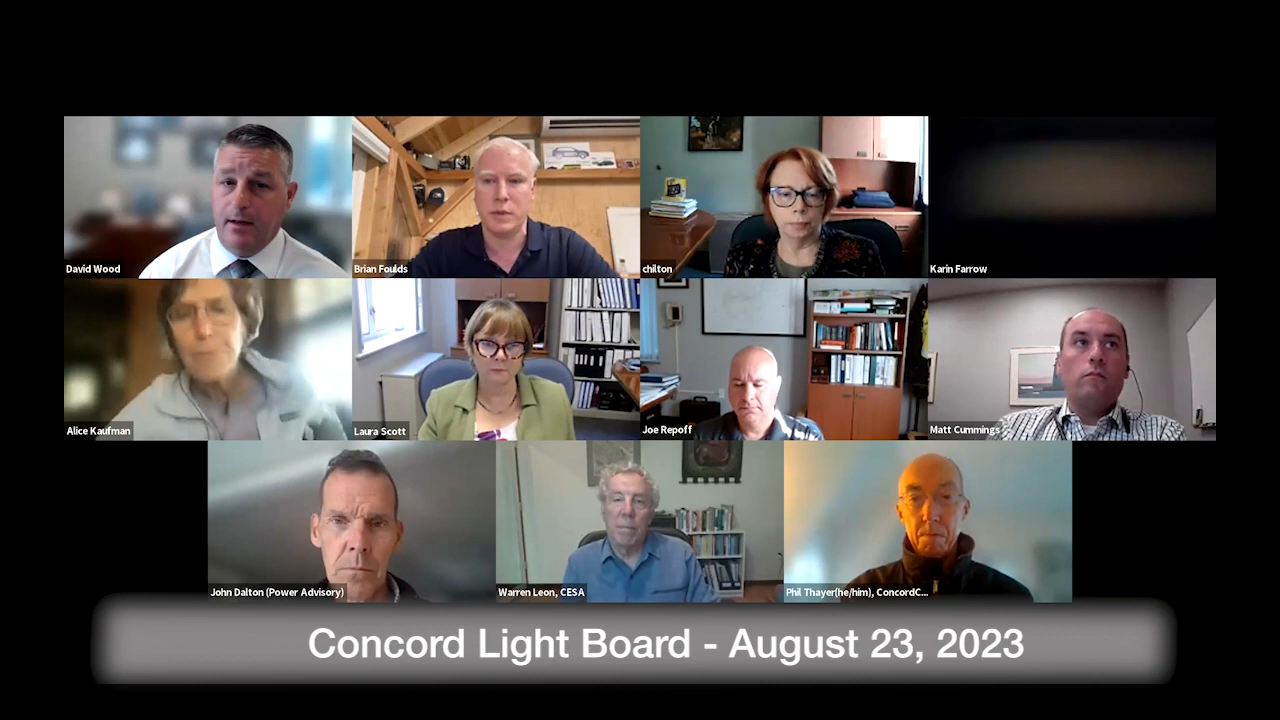 David Wood
Brian Foulds
chilton
Karin Farrow
Alice Kaufman
Laura Scott
Joe Repoff
Matt Cummings
John Dalton (Power Advisory)
Warren Leon, CESA
Phil Thayer(he/him), ConcordC...
Concord Light Board - August 23, 2023